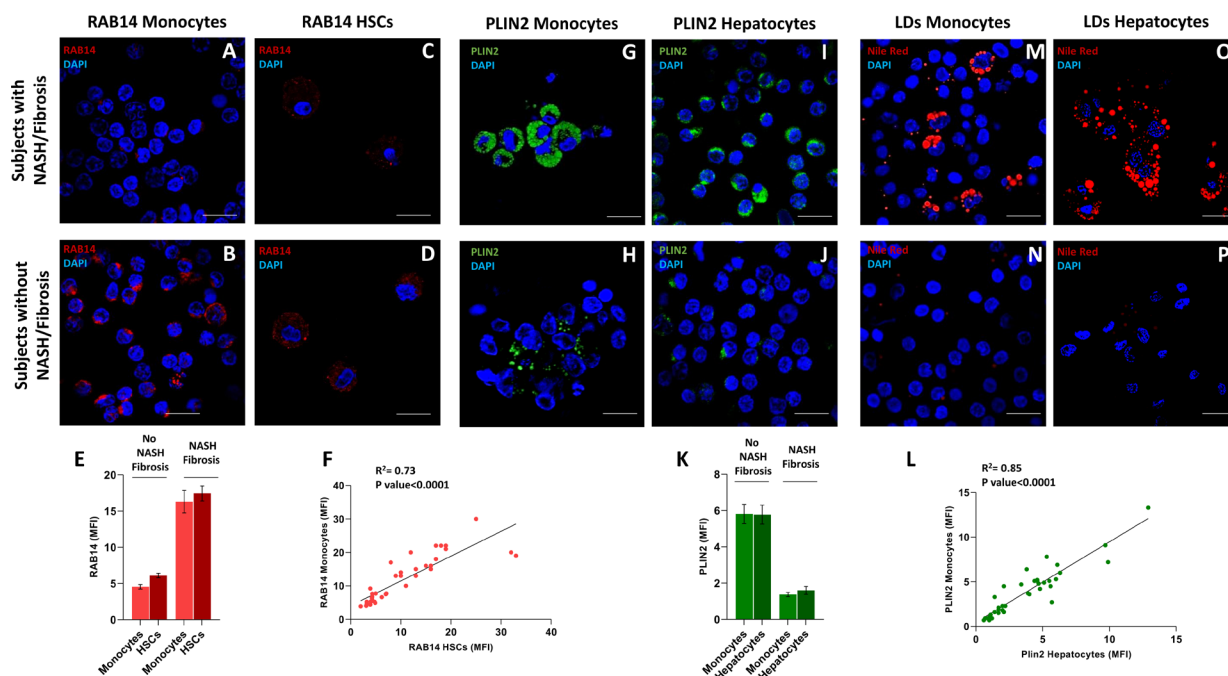 RAB14 Monocytes
RAB14 HSCs
PLIN2 Monocytes
PLIN2 Hepatocytes
LDs Monocytes
LDs Hepatocytes
Subjects with
NASH/Fibrosis
RAB14
DAPI
A
RAB14
DAPI
C
PLIN2
DAPI
G
PLIN2
DAPI
I
Nile Red
DAPI
M
Nile Red
DAPI
O
Subjects without
NASH/Fibrosis
RAB14
DAPI
B
RAB14
DAPI
D
PLIN2
DAPI
H
PLIN2
DAPI
J
Nile Red
DAPI
N
Nile Red
DAPI
P
E
No
NASH
Fibrosis
NASH
Fibrosis
RAB14 (MFI)
20
15
10
5
0
Monocytes
HSCs
Monocytes
HSCs
F
R²= 0.73
P value<0.0001
RAB14 Monocytes (MFI)
40
30
20
10
0
0
10
20
30
40
RAB14 HSCs (MFI)
K
No
NASH
Fibrosis
NASH
Fibrosis
PLIN2 (MFI)
8
6
4
2
0
Monocytes
Hepatocytes
Monocytes
Hepatocytes
L
R²= 0.85
P value<0.0001
PLIN2 Monocytes (MFI)
15
10
5
0
0
5
10
15
Plin2 Hepatocytes (MFI)